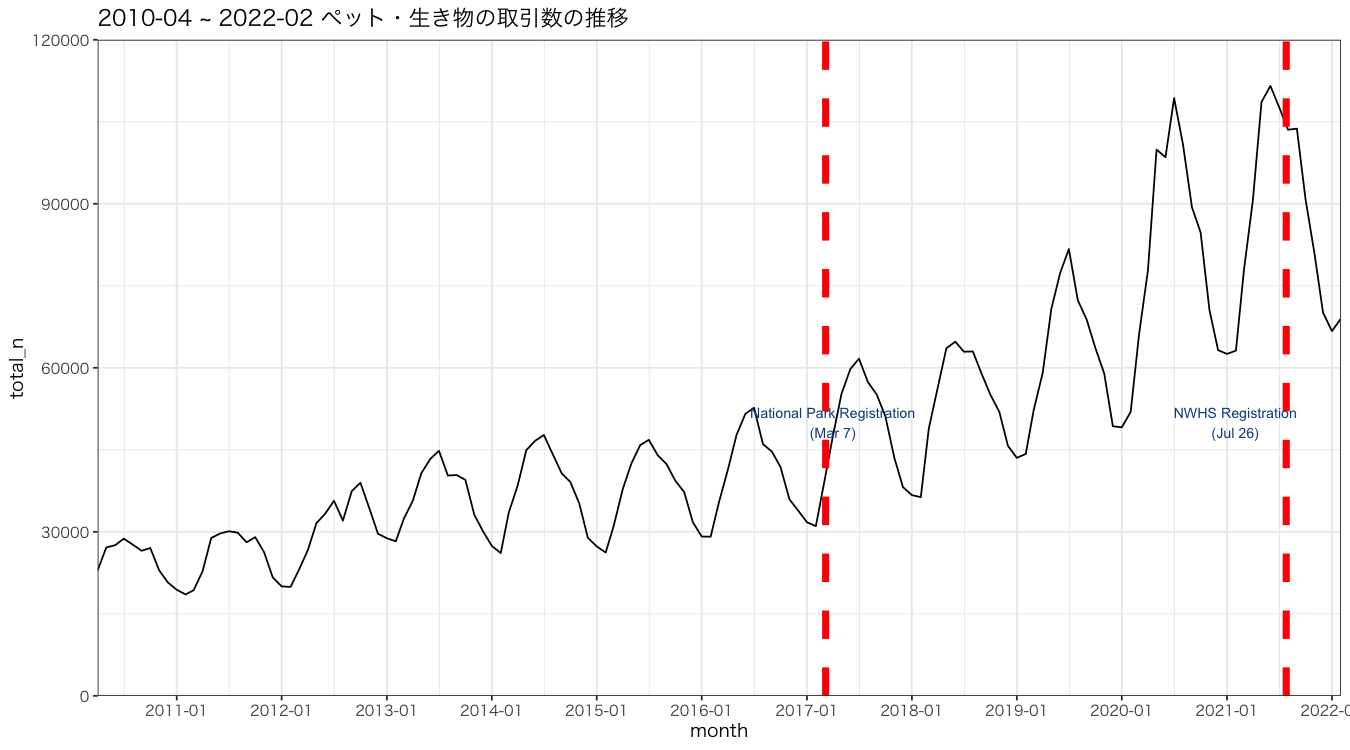 2010-04 ~ 2022-02 ペット・生き物の取引数の推移
120000
90000
60000
30000
0
total_n
National Park Registration
(Mar 7)
NWHS Registration
(Jul 26)
2011-01 2012-01 2013-01 2014-01 2015-01 2016-01 2017-01 2018-01 2019-01 2020-01 2021-01 2022-0
month